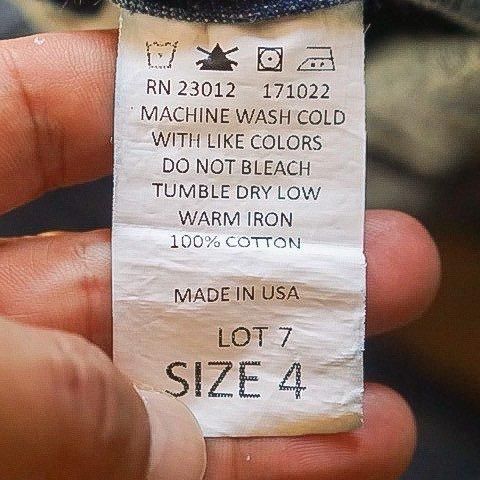 RN 23012 171022
MACHINE WASH COLD
WITH LIKE COLORS
DO NOT BLEACH
TUMBLE DRY LOW
WARM IRON
100% COTTON
MADE IN USA
LOT 7
SIZE 4